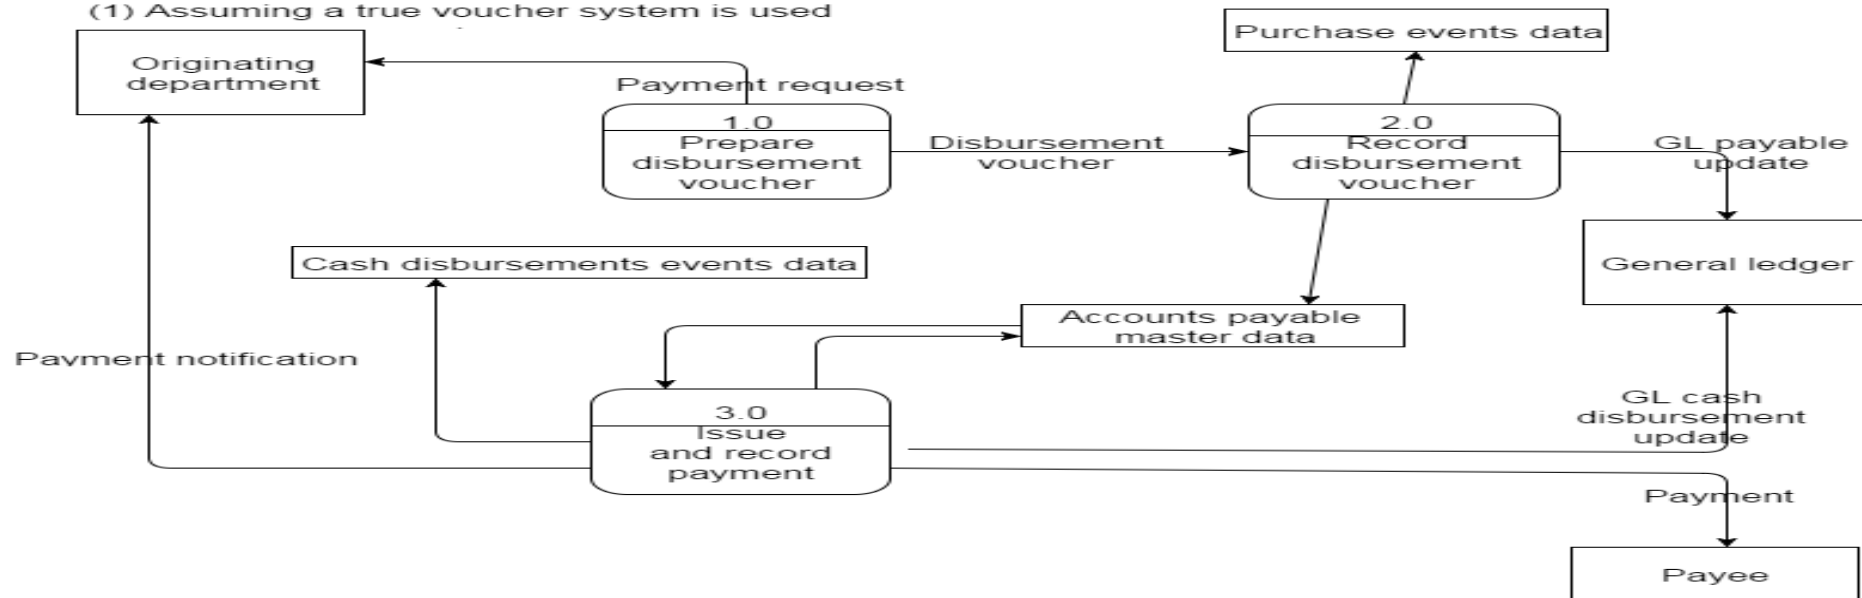 (1) Assuming a true voucher system is used
Originating
department
Payment request
Purchase events data
1.0
Prepare
disbursement
voucher
Disbursement
voucher
2.0
Record
disbursement
voucher
GL payable
update
General ledger
Cash disbursements events data
Accounts payable
master data
Payment notification
3.0
Issue
and record
payment
GL cash
disbursement
update
Payment
Payee